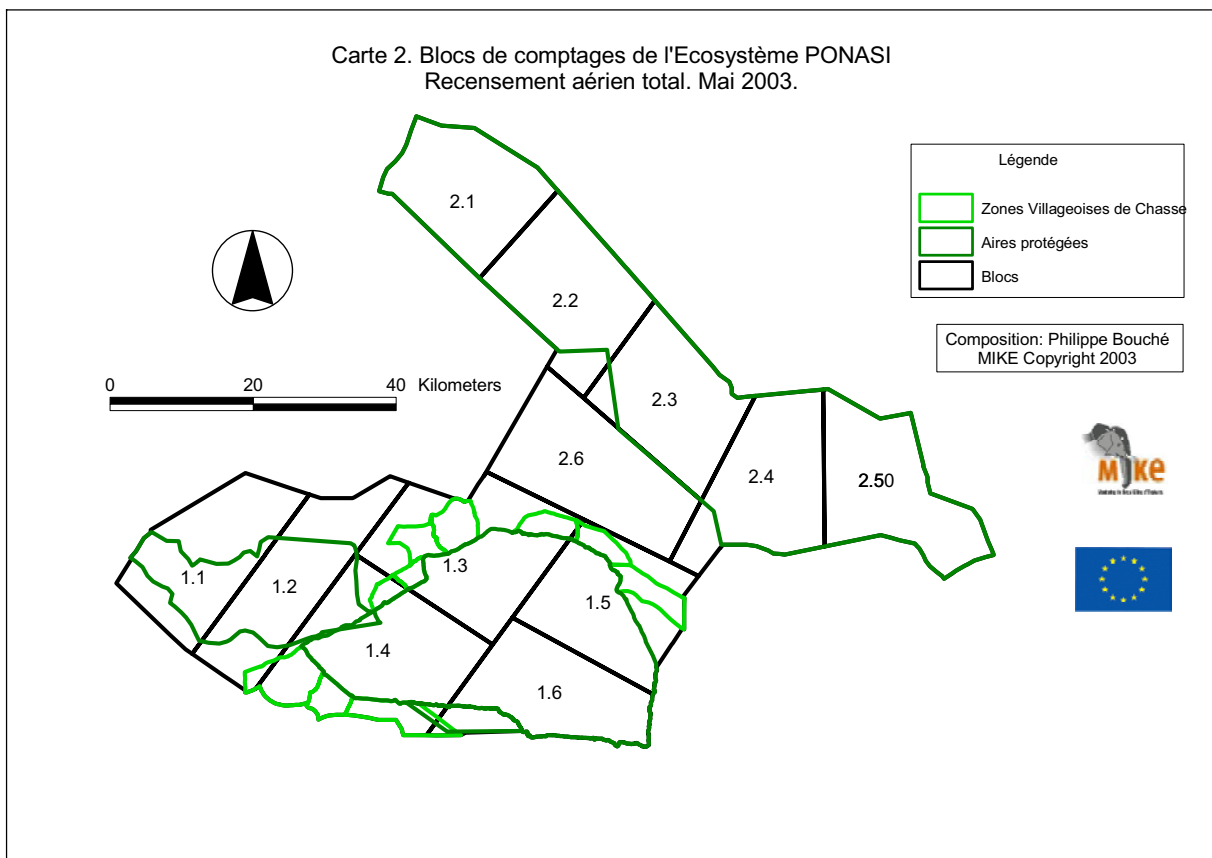 Carte 2. Blocs de comptages de l'Ecosystème PONASI
Recensement aérien total. Mai 2003.
Légende
Zones Villageoises de Chasse
Aires protégées
Blocs
Composition: Philippe Bouché
MIKE Copyright 2003
0 20 40 Kilometers
2.1
2.2
2.3
2.6
2.4
2.50
1.1
1.2
1.3
1.5
1.4
1.6
MIKE